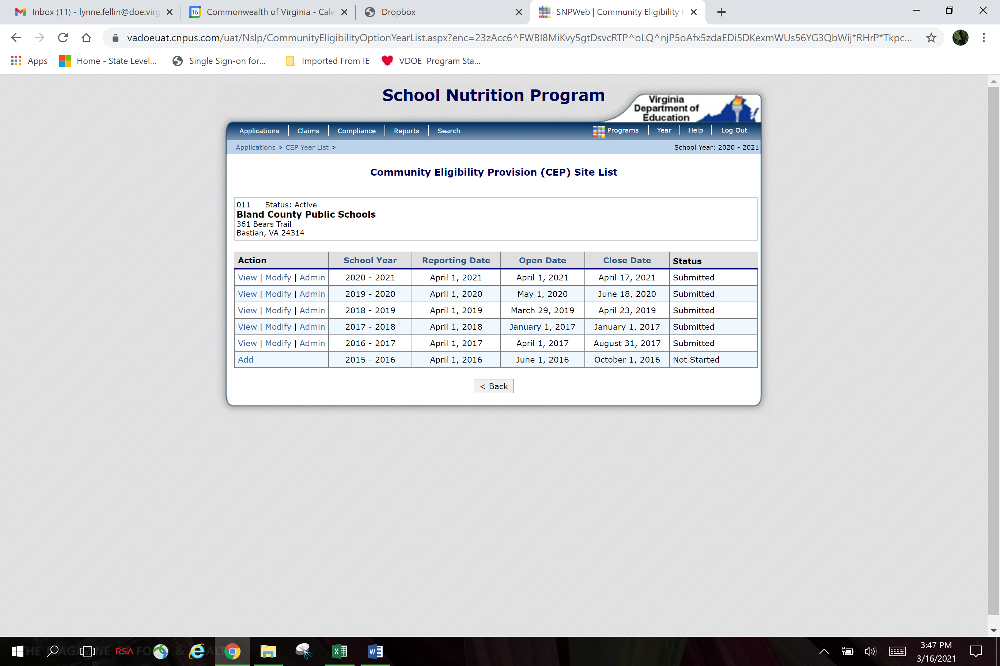 Inbox (11) - lynne.fellin@doe.virg
16 Commonwealth of Virginia - Cale
Dropbox
SNPWeb | Community Eligibility P
vadoeuat.cnpus.com/uat/Nslp/CommunityEligibilityOptionYearList.aspx?enc=23zAcc6^FWBI8MiKvy5gtDsvcRTP^oLQ^njP5oAfx5zdaEDi5DKexmWUs56YG3QbWij*RHrP*Tkpc...
Apps Home - State Level... Single Sign-on for... Imported From IE VDOE Program Sta...
School Nutrition Program
Virginia
Department of
Education
Applications | Claims | Compliance | Reports | Search Programs | Year | Help | Log Out
Applications > CEP Year List > School Year: 2020 - 2021
Community Eligibility Provision (CEP) Site List
011 Status: Active
Bland County Public Schools
361 Bears Trail
Bastian, VA 24314
Action School Year Reporting Date Open Date Close Date Status
View | Modify | Admin 2020 - 2021 April 1, 2021 April 1, 2021 April 17, 2021 Submitted
View | Modify | Admin 2019 - 2020 April 1, 2020 May 1, 2020 June 18, 2020 Submitted
View | Modify | Admin 2018 - 2019 April 1, 2019 March 29, 2019 April 23, 2019 Submitted
View | Modify | Admin 2017 - 2018 April 1, 2018 January 1, 2017 January 1, 2017 Submitted
View | Modify | Admin 2016 - 2017 April 1, 2017 April 1, 2017 August 31, 2017 Submitted
Add 2015 - 2016 April 1, 2016 June 1, 2016 October 1, 2016 Not Started
< Back
RSA
3:47 PM
3/16/2021